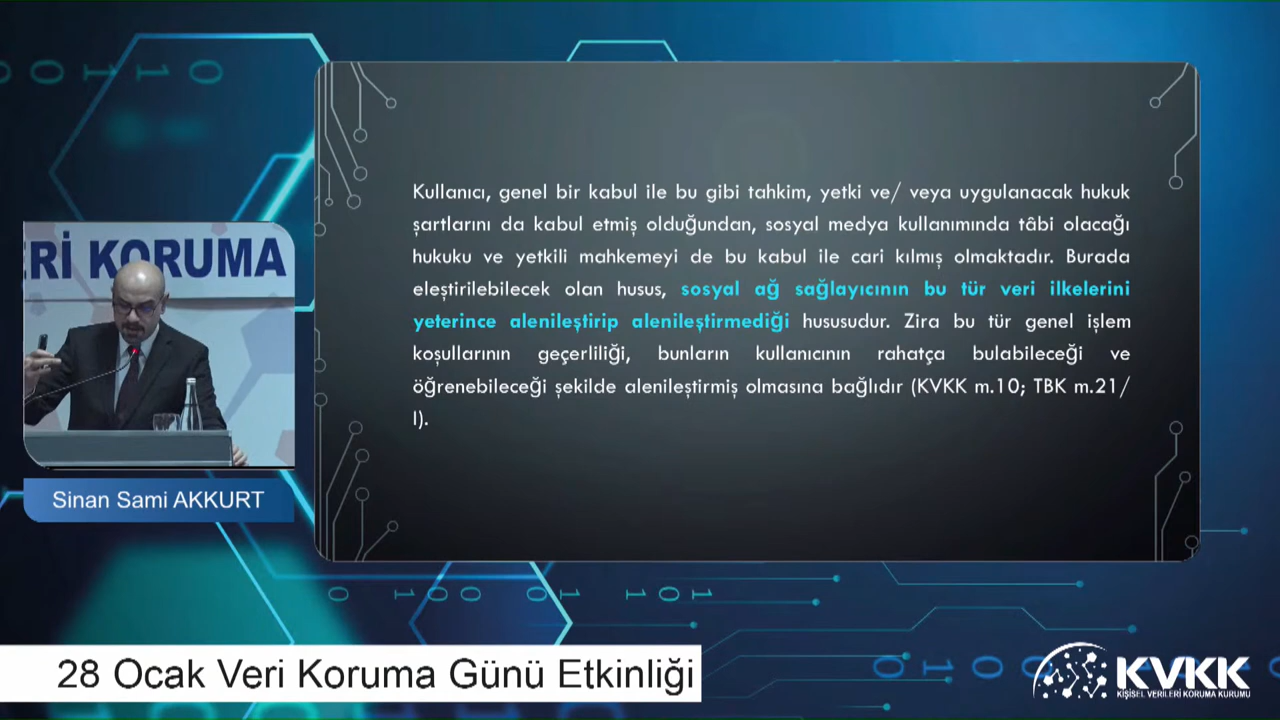 Kullanıcı, genel bir kabul ile bu gibi tahkim, yetki ve/ veya uygulanacak hukuk
şartlarını da kabul etmiş olduğundan, sosyal medya kullanımında tâbi olacağı
hukuku ve yetkili mahkemeyi de bu kabul ile cari kılmış olmaktadır. Burada
eleştirilebilecek olan husus, sosyal ağ sağlayıcının bu tür veri ilkelerini
yeterince alenileştirip alenileştirmediği hususudur. Zira bu tür genel işlem
koşullarının geçerliliği, bunların kullanıcının rahatça bulabileceği ve
öğrenebileceği şekilde alenileştirmiş olmasına bağlıdır (KVKK m.10; TBK m.21/
I).
ERİ KORUMA
Sinan Sami AKKURT
28 Ocak Veri Koruma Günü Etkinliği
KVKK
KİŞİSEL VERİLERİ KORUMA KURUMU